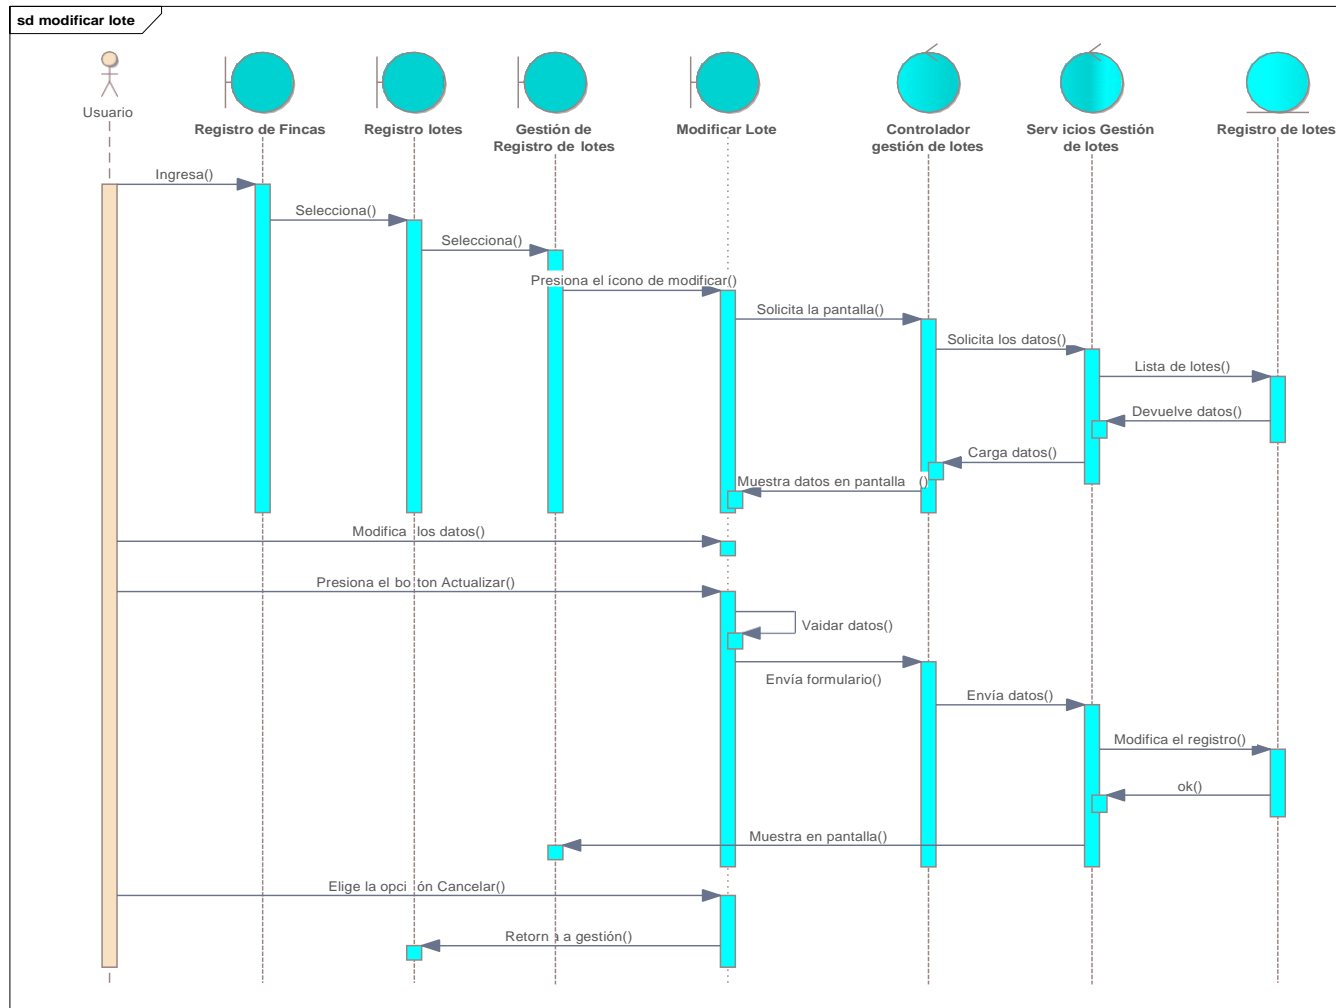 sd modificar lote
Usuario
Registro de Fincas
Registro lotes
Gestión de
Registro de lotes
Modificar Lote
Controlador
gestión de lotes
Serv icios Gestión
de lotes
Registro de lotes
Ingresa()
Selecciona()
Selecciona()
Presiona el ícono de modificar()
Solicita la pantalla()
Solicita los datos()
Lista de lotes()
Devuelve datos()
Carga datos()
Muestra datos en pantalla ()
Modifica los datos()
Presiona el bo ton Actualizar()
Vaidar datos()
Envía formulario()
Envía datos()
Modifica el registro()
ok()
Muestra en pantalla()
Elige la opci ón Cancelar()
Retorn a a gestión()